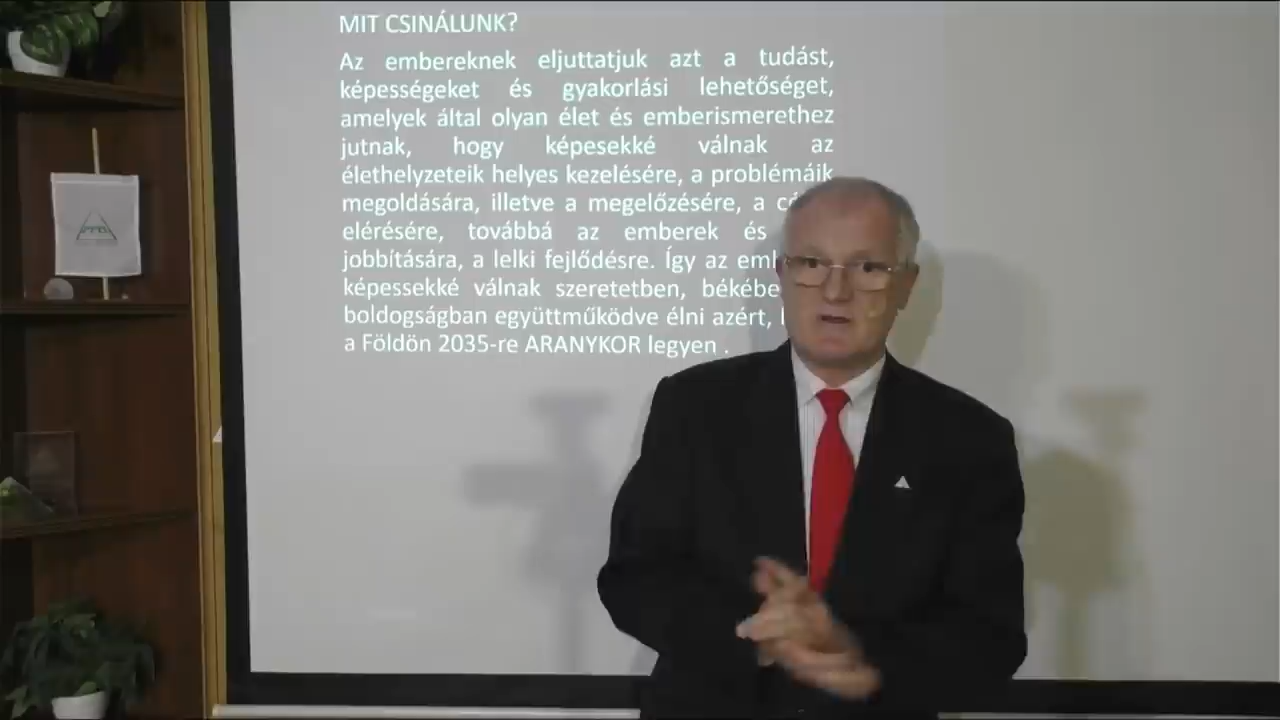 MIT CSINÁLUNK?
Az embereknek eljuttatjuk azt a tudást,
képességeket és gyakorlási lehetőséget,
amelyek által olyan élet és emberismerethez
jutnak, hogy képesekké válnak az
élethelyzeteik helyes kezelésére, a problémáik
megoldására, illetve a megelőzésére, a
elérésére, továbbá az emberek és
jobbítására, a lelki fejlődésre. Így az
képessekké válnak szeretetben,
boldogságban együttműködve élni azért,
a Földön 2035-re ARANYKOR legyen .